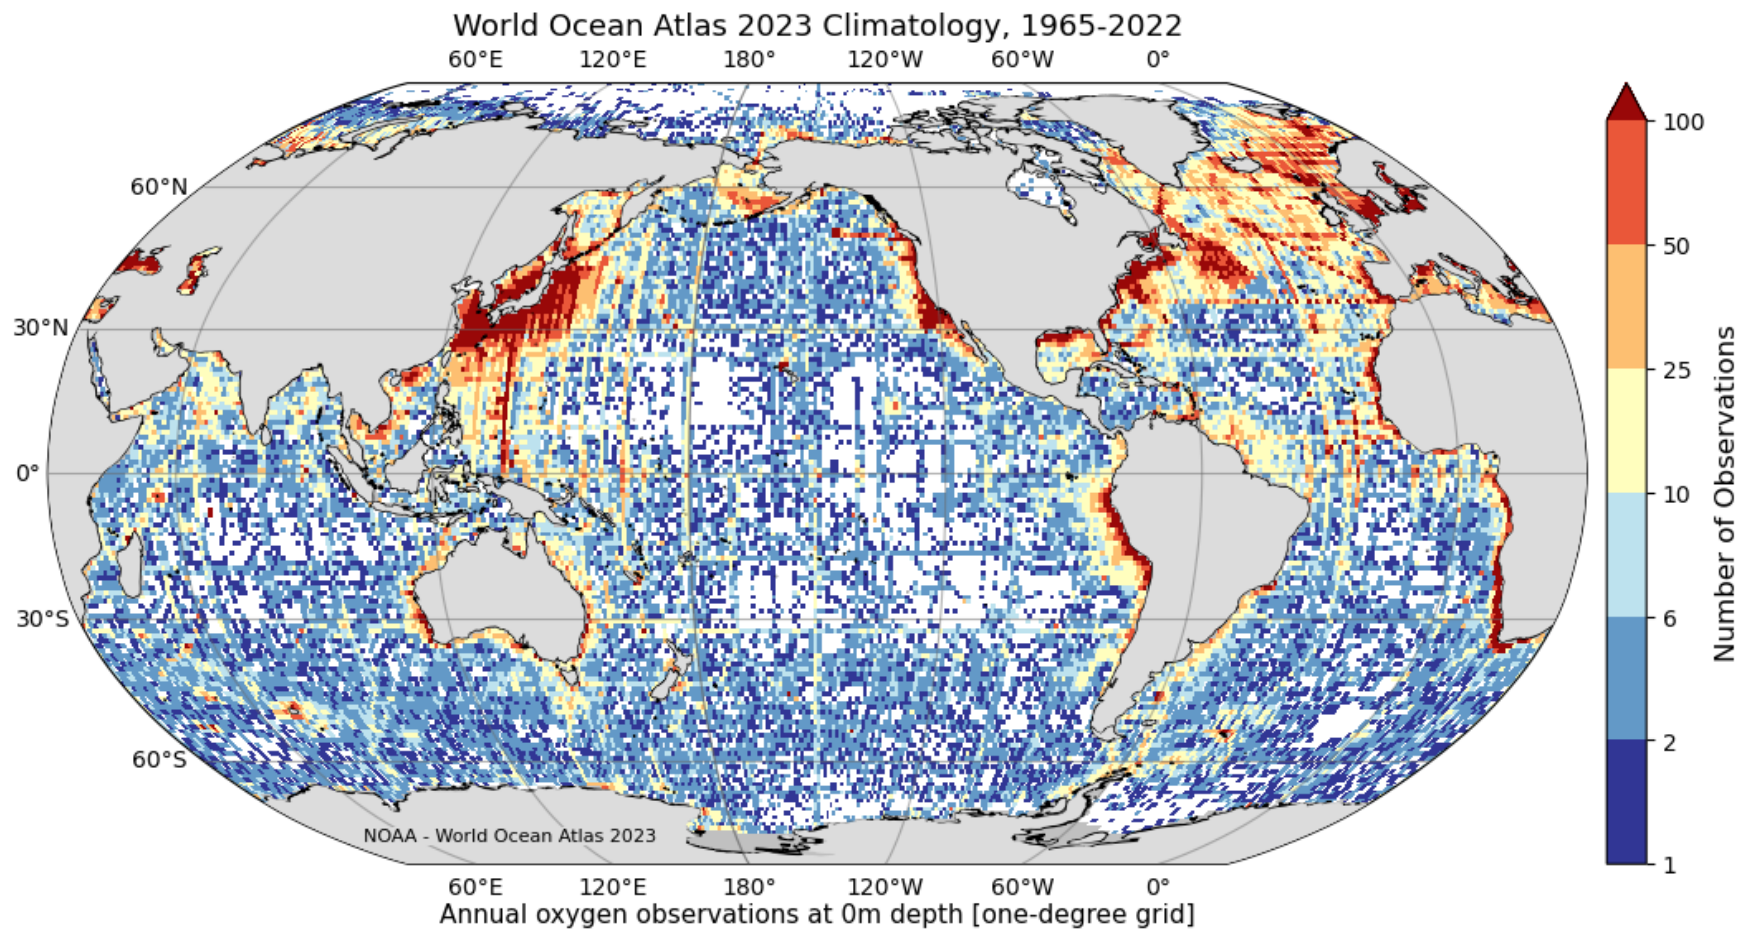 World Ocean Atlas 2023 Climatology, 1965-2022
60°E 120°E 180° 120°W 60°W 0°
100
60°N
50
25
30°N
Number of Observations
0°
10
30°S
6
60°S
2
NOAA - World Ocean Atlas 2023
1
60°E 120°E 180° 120°W 60°W 0°
Annual oxygen observations at 0m depth [one-degree grid]